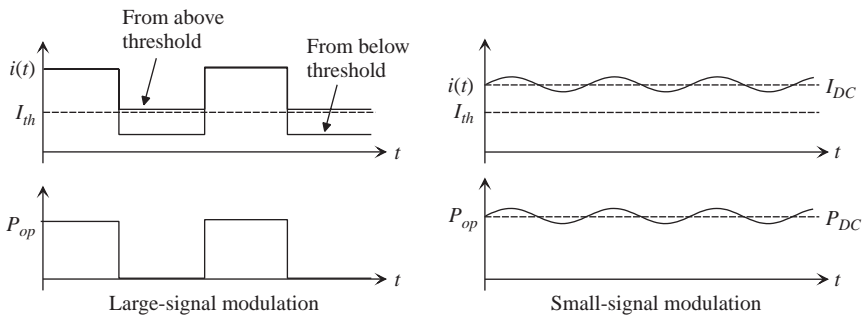 From above
threshold
From below
threshold
i(t)
I_th
t
P_op
t
Large-signal modulation
i(t)
I_DC
I_th
t
P_op
P_DC
t
Small-signal modulation